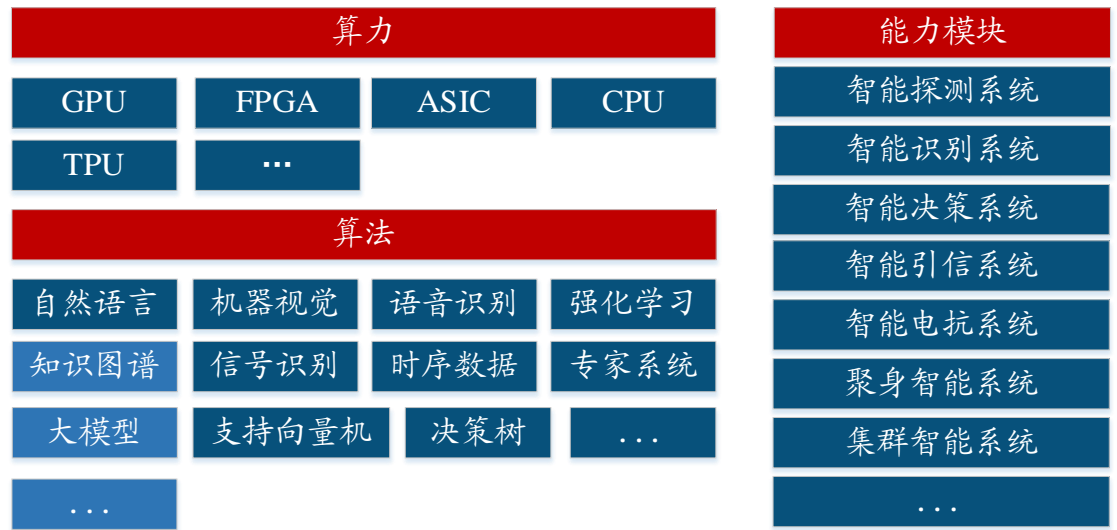 算力
GPU FPGA ASIC CPU
TPU ...
算法
自然语言 机器视觉 语音识别 强化学习
知识图谱 信号识别 时序数据 专家系统
大模型 支持向量机 决策树 ...
...
能力模块
智能探测系统
智能识别系统
智能决策系统
智能引信系统
智能电抗系统
聚身智能系统
集群智能系统
...